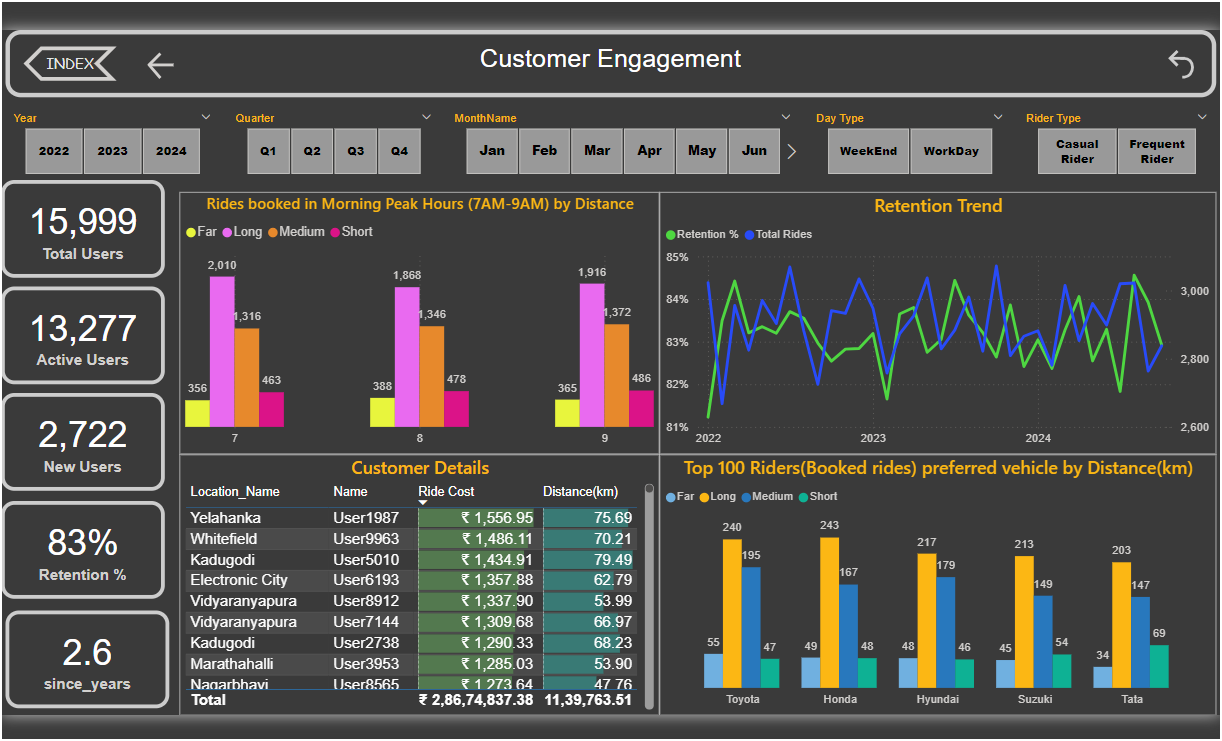 INDEX
Customer Engagement
Year
Quarter
MonthName
Day Type
Rider Type
2022 2023 2024
Q1 Q2 Q3 Q4
Jan Feb Mar Apr May Jun
WeekEnd WorkDay
Casual Rider
Frequent Rider
15,999
Total Users
13,277
Active Users
2,722
New Users
83%
Retention %
2.6
since_years
Rides booked in Morning Peak Hours (7AM-9AM) by Distance
Far Long Medium Short
356 2,010 1,316 463
388 1,868 1,346 478
365 1,916 1,372 486
7 8 9
Retention Trend
Retention % Total Rides
85%
84%
83%
82%
81%
3,000
2,800
2,600
2022 2023 2024
Customer Details
Location_Name Name Ride Cost Distance(km)
Yelahanka User1987 ₹ 1,556.95 75.69
Whitefield User9963 ₹ 1,486.11 70.21
Kadugodi User5010 ₹ 1,434.91 79.49
Electronic City User6193 ₹ 1,357.88 62.79
Vidyaranyapura User8912 ₹ 1,337.90 53.99
Vidyaranyapura User7144 ₹ 1,309.68 66.97
Kadugodi User2738 ₹ 1,290.33 68.23
Marathahalli User3953 ₹ 1,285.03 53.90
Nagarbhavi User8565 ₹ 1,273.64 47.76
Total ₹ 2,86,74,837.38 11,39,763.51
Top 100 Riders(Booked rides) preferred vehicle by Distance(km)
Far Long Medium Short
55 240 195 47
49 243 167 48
48 217 179 46
45 213 149 54
34 203 147 69
Toyota Honda Hyundai Suzuki Tata